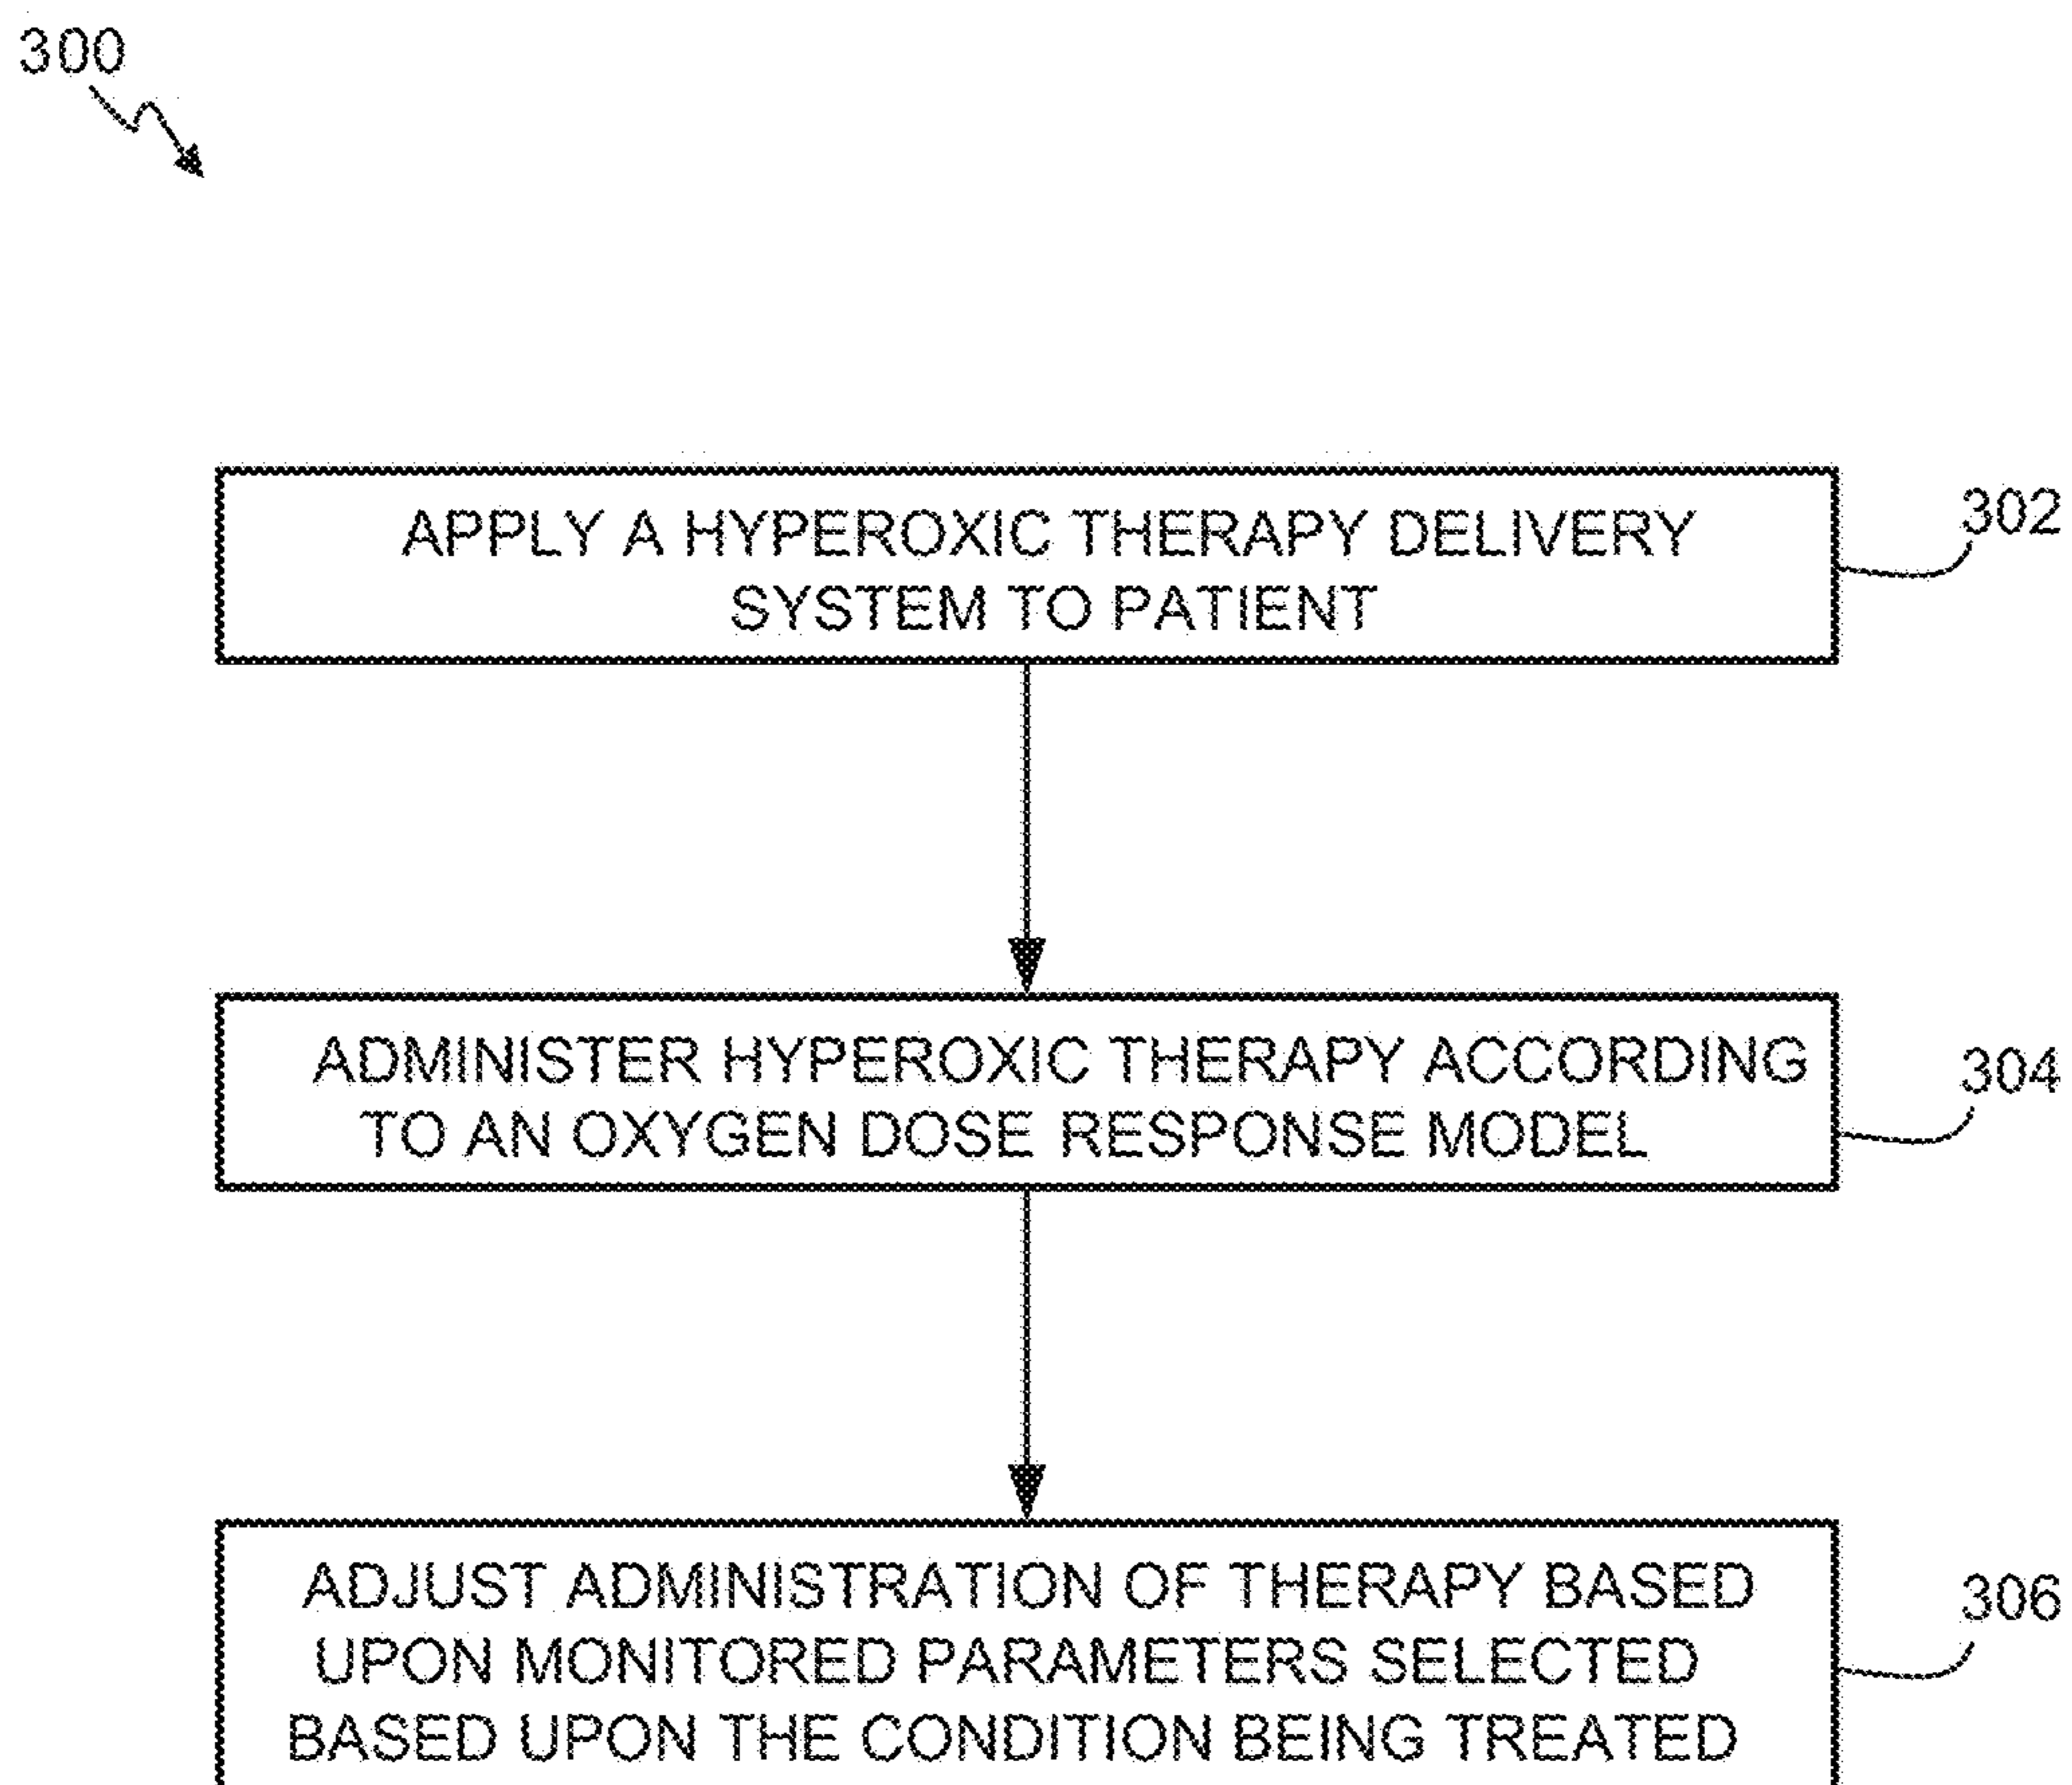 300
APPLY A HYPEROXIC THERAPY DELIVERY
SYSTEM TO PATIENT
302
ADMINISTER HYPEROXIC THERAPY ACCORDING
TO AN OXYGEN DOSE RESPONSE MODEL
304
ADJUST ADMINISTRATION OF THERAPY BASED
UPON MONITORED PARAMETERS SELECTED
BASED UPON THE CONDITION BEING TREATED
306